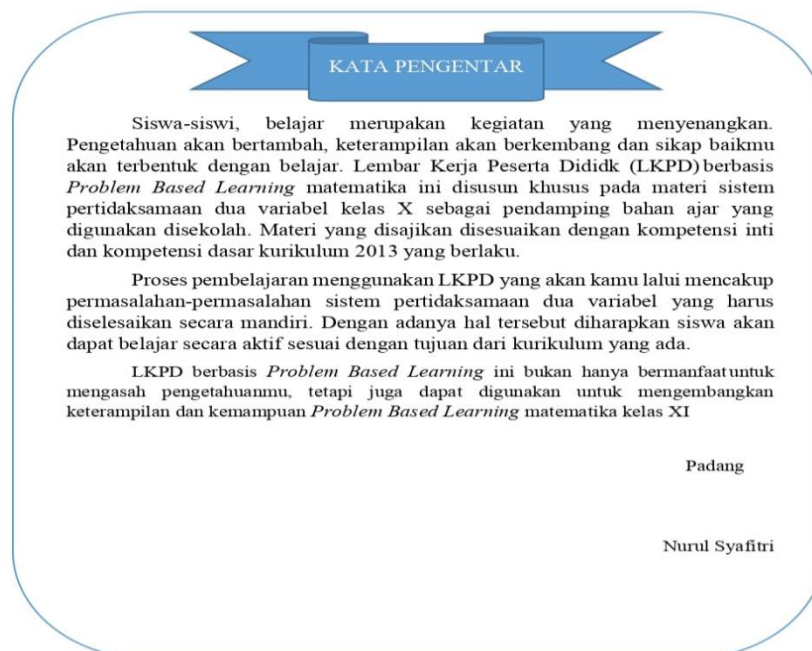 KATA PENGENTAR
Siswa-siswi, belajar merupakan kegiatan yang menyenangkan.
Pengetahuan akan bertambah, keterampilan akan berkembang dan sikap baikmu
akan terbentuk dengan belajar. Lembar Kerja Peserta Dididk (LKPD) berbasis
Problem Based Learning matematika ini disusun khusus pada materi sistem
pertidaksamaan dua variabel kelas X sebagai pendamping bahan ajar yang
digunakan disekolah. Materi yang disajikan disesuaikan dengan kompetensi inti
dan kompetensi dasar kurikulum 2013 yang berlaku.
Proses pembelajaran menggunakan LKPD yang akan kamu lalui mencakup
permasalahan-permasalahan sistem pertidaksamaan dua variabel yang harus
diselesaikan secara mandiri. Dengan adanya hal tersebut diharapkan siswa akan
dapat belajar secara aktif sesuai dengan tujuan dari kurikulum yang ada.
LKPD berbasis Problem Based Learning ini bukan hanya bermanfaatuntuk
mengasah pengetahuanmu, tetapi juga dapat digunakan untuk mengembangkan
keterampilan dan kemampuan Problem Based Learning matematika kelas XI
Padang
Nurul Syafitri